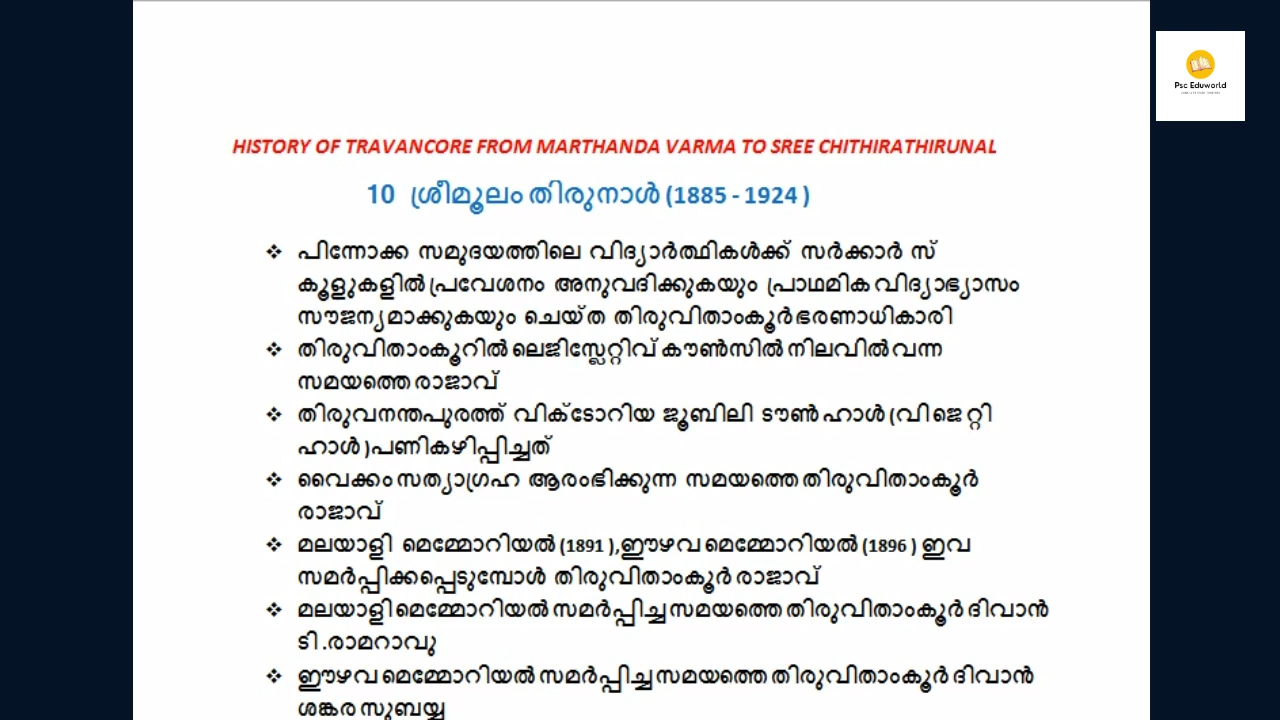 Psc Eduworld
HISTORY OF TRAVANCORE FROM MARTHANDA VARMA TO SREE CHITHIRATHIRUNAL
10 ശ്രീമൂലം തിരുനാൾ (1885 - 1924 )
❖ പിന്നോക്ക സമുദയത്തിലെ വിദ്യാർത്ഥികൾക്ക് സർക്കാർ സ്
കൂളുകളിൽ പ്രവേശനം അനുവദിക്കുകയും പ്രാഥമിക വിദ്യാഭ്യാസം
സൗജന്യമാക്കുകയും ചെയ്ത തിരുവിതാംകൂർ ഭരണാധികാരി
❖ തിരുവിതാംകൂറിൽ ലെജിസ്ലേറ്റിവ് കൗൺസിൽ നിലവിൽ വന്ന
സമയത്തെ രാജാവ്
❖ തിരുവനന്തപുരത്ത് വിക്ടോറിയ ജൂബിലി ടൗൺ ഹാൾ (വി ജെ റ്റി
ഹാൾ )പണികഴിപ്പിച്ചത്
❖ വൈക്കം സത്യാഗ്രഹ ആരംഭിക്കുന്ന സമയത്തെ തിരുവിതാംകൂർ
രാജാവ്
❖ മലയാളി മെമ്മോറിയൽ (1891 ),ഈഴവ മെമ്മോറിയൽ (1896 ) ഇവ
സമർപ്പിക്കപ്പെടുമ്പോൾ തിരുവിതാംകൂർ രാജാവ്
❖ മലയാളി മെമ്മോറിയൽ സമർപ്പിച്ച സമയത്തെ തിരുവിതാംകൂർ ദിവാൻ
ടി .രാമറാവു
❖ ഈഴവ മെമ്മോറിയൽ സമർപ്പിച്ച സമയത്തെ തിരുവിതാംകൂർ ദിവാൻ
ശങ്കര സുബയ്യ